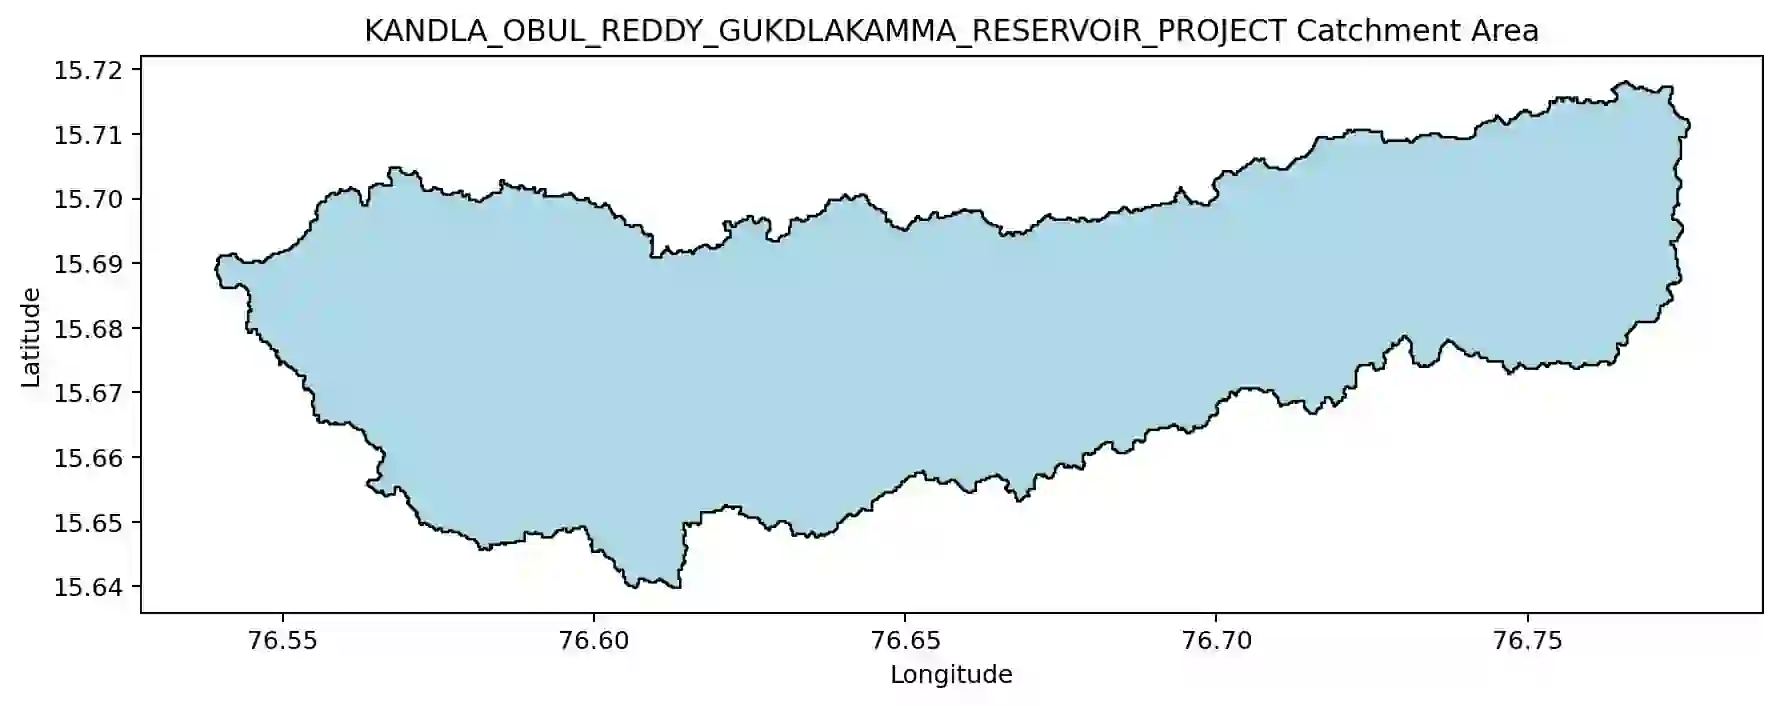 KANDLA_OBUL_REDDY_GUKDLAKAMMA_RESERVOIR_PROJECT Catchment Area
15.72
15.71
15.70
15.69
15.68
15.67
15.66
15.65
15.64
Latitude
76.55 76.60 76.65 76.70 76.75
Longitude